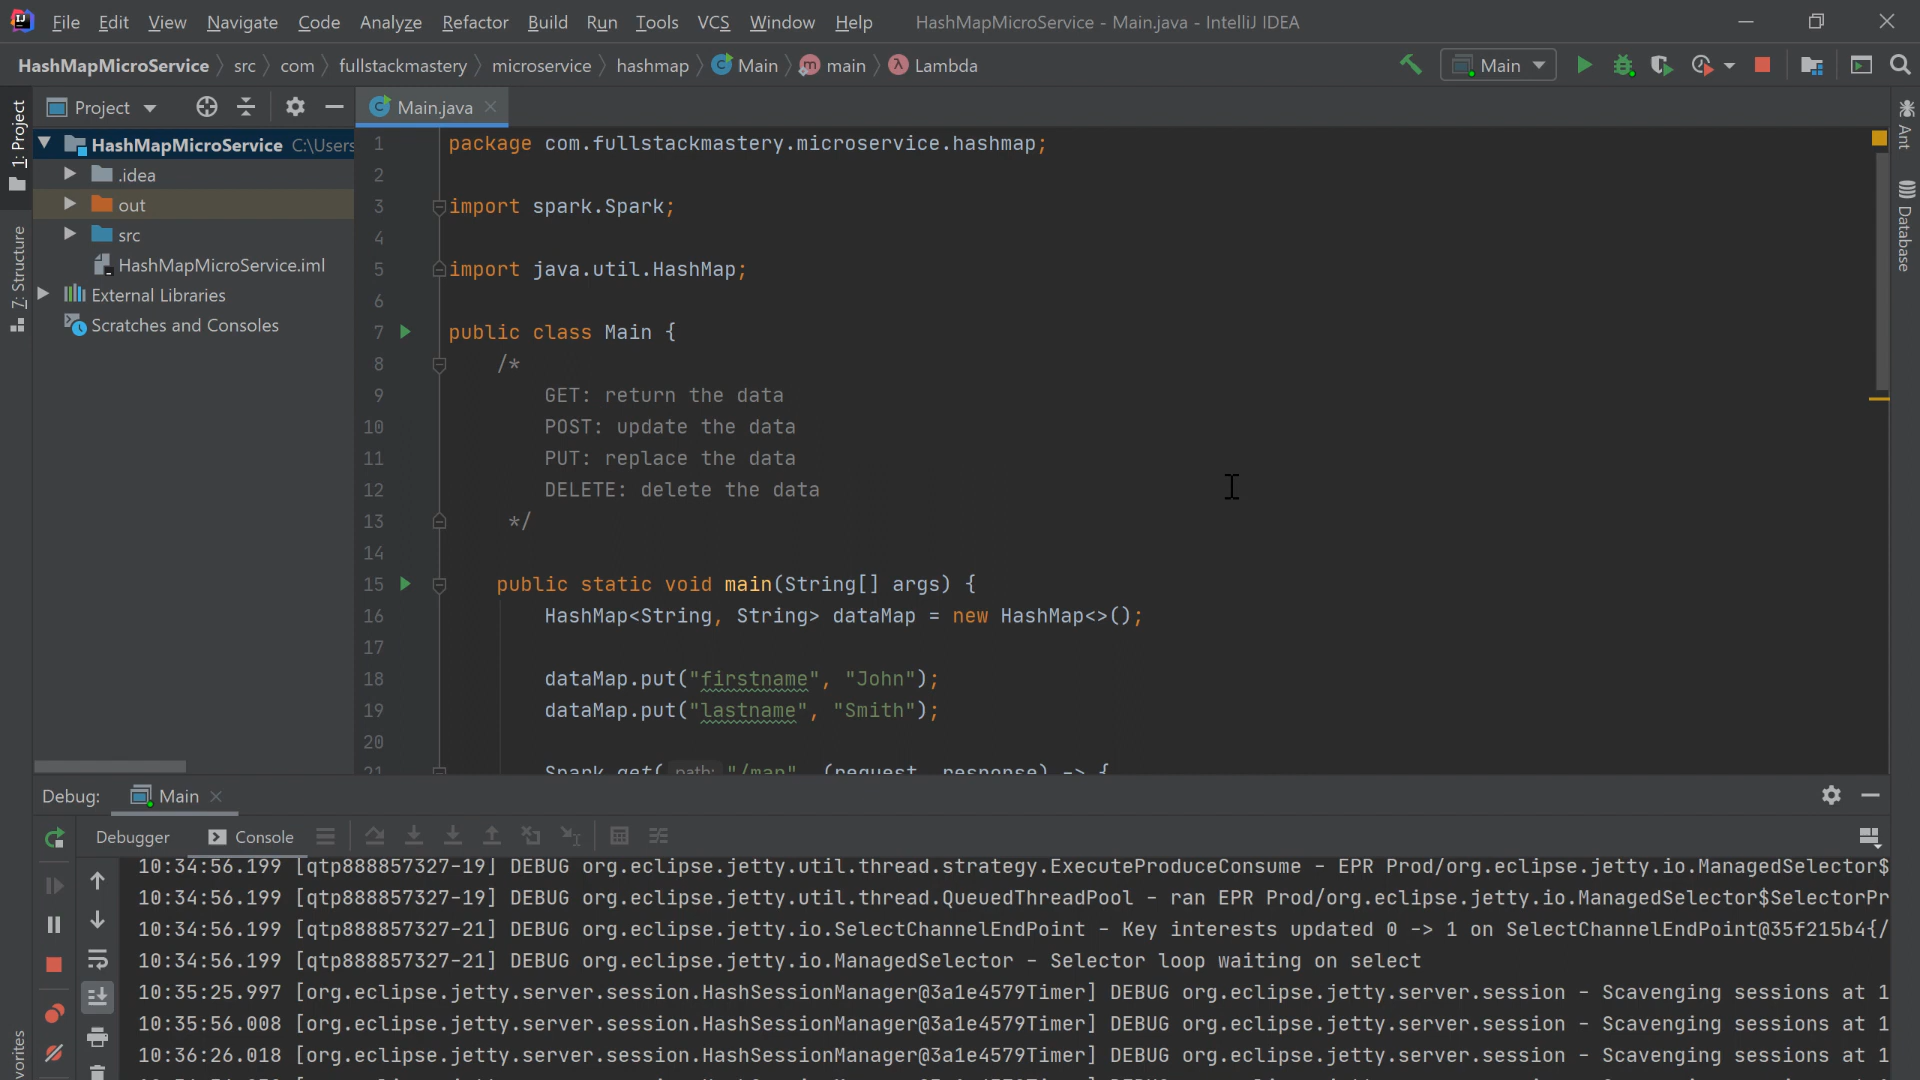 File Edit View Navigate Code Analyze Refactor Build Run Tools VCS Window Help HashMapMicroService - Main.java - IntelliJ IDEA
HashMapMicroService src com fullstackmastery microservice hashmap Main main Lambda Main
Project
Main.java
1: Project
7: Structure
vorites
Ant
Database
HashMapMicroService C:\Users
.idea
out
src
HashMapMicroService.iml
External Libraries
Scratches and Consoles
1 package com.fullstackmastery.microservice.hashmap;
2
3 import spark.Spark;
4
5 import java.util.HashMap;
6
7 public class Main {
8 /*
9 GET: return the data
10 POST: update the data
11 PUT: replace the data
12 DELETE: delete the data
13 */
14
15 public static void main(String[] args) {
16 HashMap<String, String> dataMap = new HashMap<>();
17
18 dataMap.put("firstname", "John");
19 dataMap.put("lastname", "Smith");
20
21 Spark.get( path: "/map", (request, response) -> {
Debug: Main
Debugger Console
10:34:56.199 [qtp888857327-19] DEBUG org.eclipse.jetty.util.thread.strategy.ExecuteProduceConsume - EPR Prod/org.eclipse.jetty.io.ManagedSelector$
10:34:56.199 [qtp888857327-19] DEBUG org.eclipse.jetty.util.thread.QueuedThreadPool - ran EPR Prod/org.eclipse.jetty.io.ManagedSelector$SelectorPr
10:34:56.199 [qtp888857327-21] DEBUG org.eclipse.jetty.io.SelectChannelEndPoint - Key interests updated 0 -> 1 on SelectChannelEndPoint@35f215b4{/
10:34:56.199 [qtp888857327-21] DEBUG org.eclipse.jetty.io.ManagedSelector - Selector loop waiting on select
10:35:25.997 [org.eclipse.jetty.server.session.HashSessionManager@3a1e4579Timer] DEBUG org.eclipse.jetty.server.session - Scavenging sessions at 1
10:35:56.008 [org.eclipse.jetty.server.session.HashSessionManager@3a1e4579Timer] DEBUG org.eclipse.jetty.server.session - Scavenging sessions at 1
10:36:26.018 [org.eclipse.jetty.server.session.HashSessionManager@3a1e4579Timer] DEBUG org.eclipse.jetty.server.session - Scavenging sessions at 1